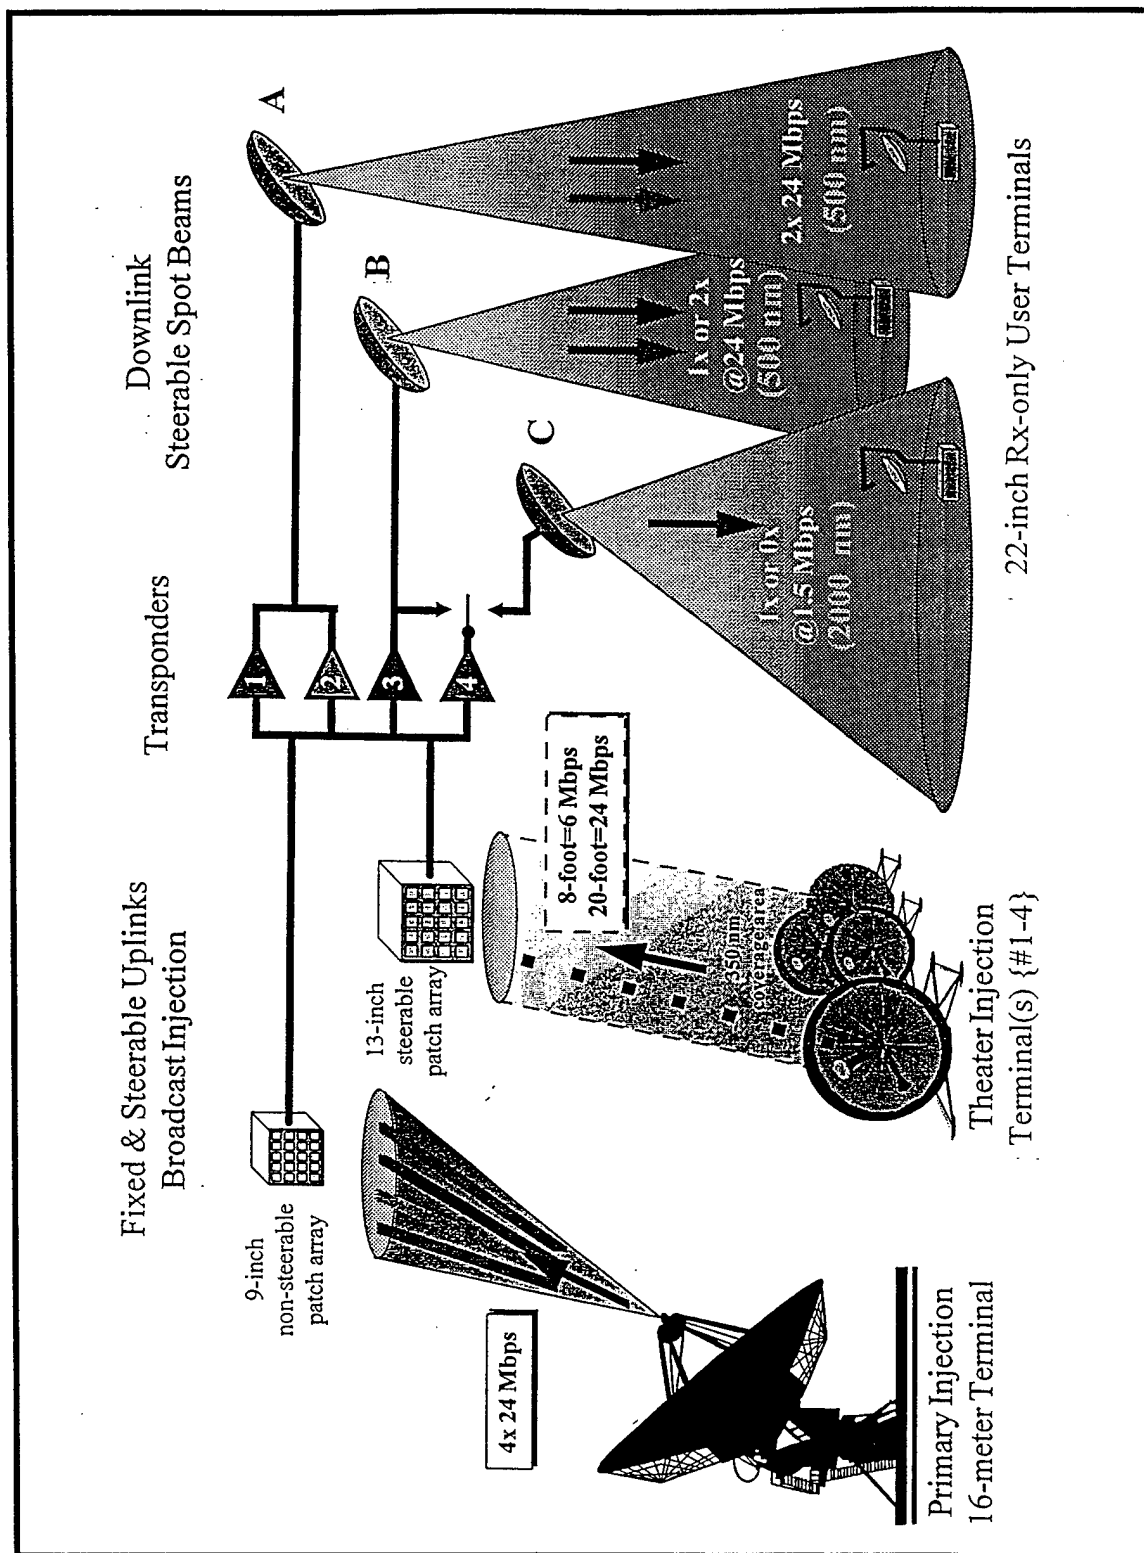 Fixed & Steerable Uplinks
Broadcast Injection
Transponders
Downlink
Steerable Spot Beams
9-inch
non-steerable
patch array
13-inch
steerable
patch array
1
2
3
4
A
B
C
4x 24 Mbps
8-foot=6 Mbps
20-foot=24 Mbps
350 nm
coverage area
1x or 0x
@1.5 Mbps
(2000 nm)
1x or 2x
@24 Mbps
(500 nm)
2x 24 Mbps
(500 nm)
Primary Injection
16-meter Terminal
Theater Injection
Terminal(s) {#1-4}
22-inch Rx-only User Terminals